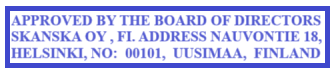 APPROVED BY THE BOARD OF DIRECTORS
SKANSKA OY , FI. ADDRESS NAUVONTIE 18,
HELSINKI, NO: 00101, UUSIMAA, FINLAND